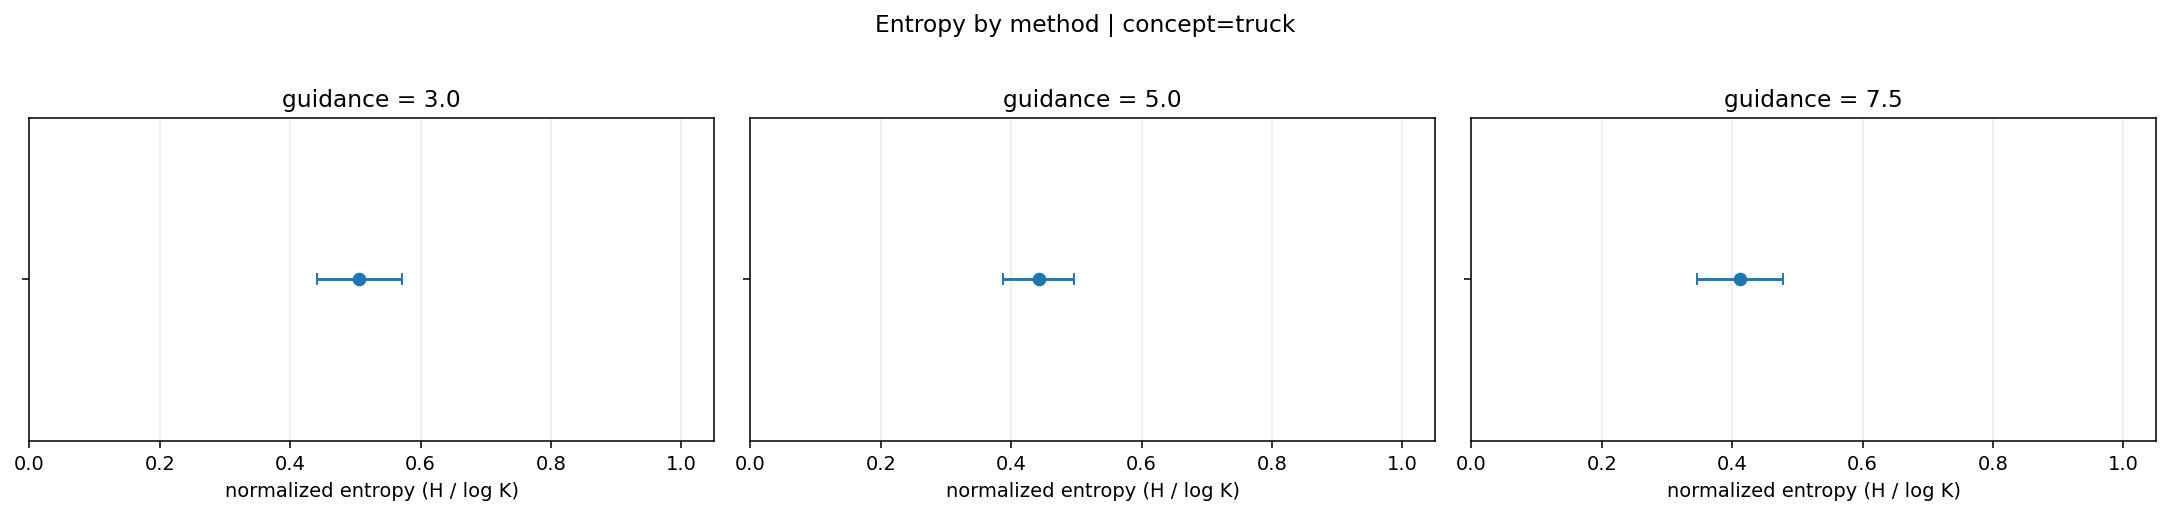 Entropy by method | concept=truck
guidance = 3.0
guidance = 5.0
guidance = 7.5
0.0 0.2 0.4 0.6 0.8 1.0
0.0 0.2 0.4 0.6 0.8 1.0
0.0 0.2 0.4 0.6 0.8 1.0
normalized entropy (H / log K)
normalized entropy (H / log K)
normalized entropy (H / log K)